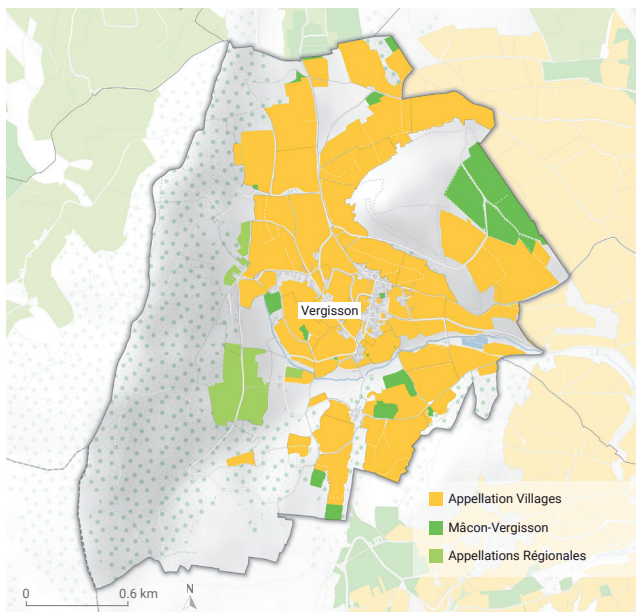 Vergisson
Appellation Villages
Mâcon-Vergisson
Appellations Régionales
0 0.6 km
N